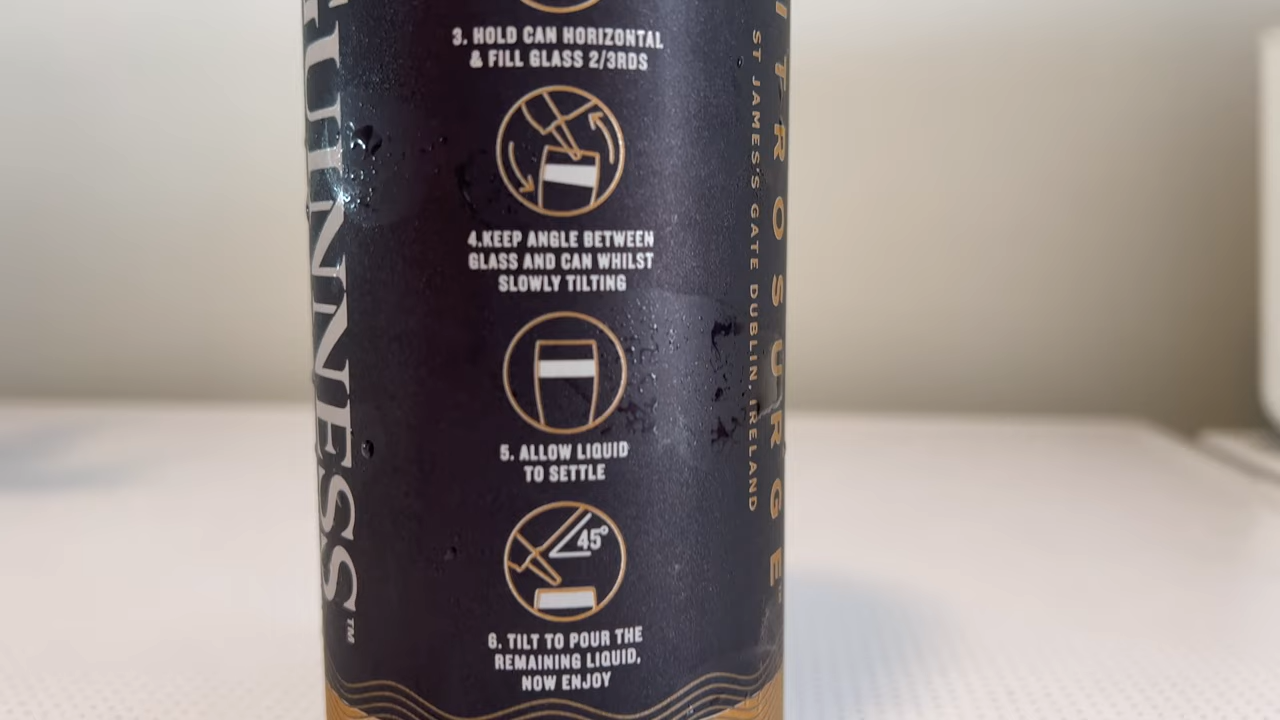 GUINNESS™
3. HOLD CAN HORIZONTAL
& FILL GLASS 2/3RDS
4.KEEP ANGLE BETWEEN
GLASS AND CAN WHILST
SLOWLY TILTING
5. ALLOW LIQUID
TO SETTLE
45°
6. TILT TO POUR THE
REMAINING LIQUID,
NOW ENJOY
ITROSURGE™
ST JAMES'S GATE DUBLIN, IRELAND